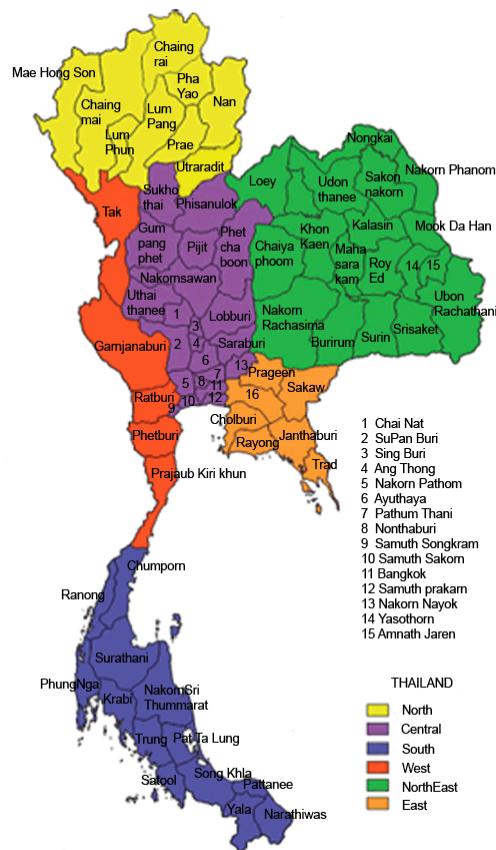 Chaing
rai
Mae Hong Son
Pha
Yao
Nan
Chaing
mai
Lum
Pang
Lum
Phun
Prae
Utraradit
Nongkai
Nakorn Phanom
Loey
Udon
thanee
Sakon
nakorn
Sukho
thai
Phisanulok
Tak
Mook Da Han
Kalasin
Khon
Kaen
Gum
pang
phet
Pijit
Phet
cha
boon
Chaiya
phoom
Maha
sara
kam
Roy
Ed
14
15
Nakornsawan
Uthai
thanee
Ubon
Rachathani
1
3
Lobburi
Nakorn
Rachasima
Srisaket
Surin
Burirum
Garnjanaburi
2
4
Saraburi
6
13
Prageen
7
5
8
11
Sakaw
16
Ratburi
12
10
9
Cholburi
Phetburi
Rayong
Janthaburi
Trad
Prajaub Kiri khun
1 Chai Nat
2 SuPan Buri
3 Sing Buri
4 Ang Thong
5 Nakorn Pathom
6 Ayuthaya
7 Pathum Thani
8 Nonthaburi
9 Samuth Songkram
10 Samuth Sakorn
11 Bangkok
12 Samuth prakarn
13 Nakorn Nayok
14 Yasothorn
15 Amnath Jaren
Chumporn
Ranong
Surathani
PhungNga
Krabi
NakornSri
Thummarat
Trung
Pat Ta Lung
Satool
Song Khla
Pattanee
Yala
Narathiwas
THAILAND
North
Central
South
West
NorthEast
East